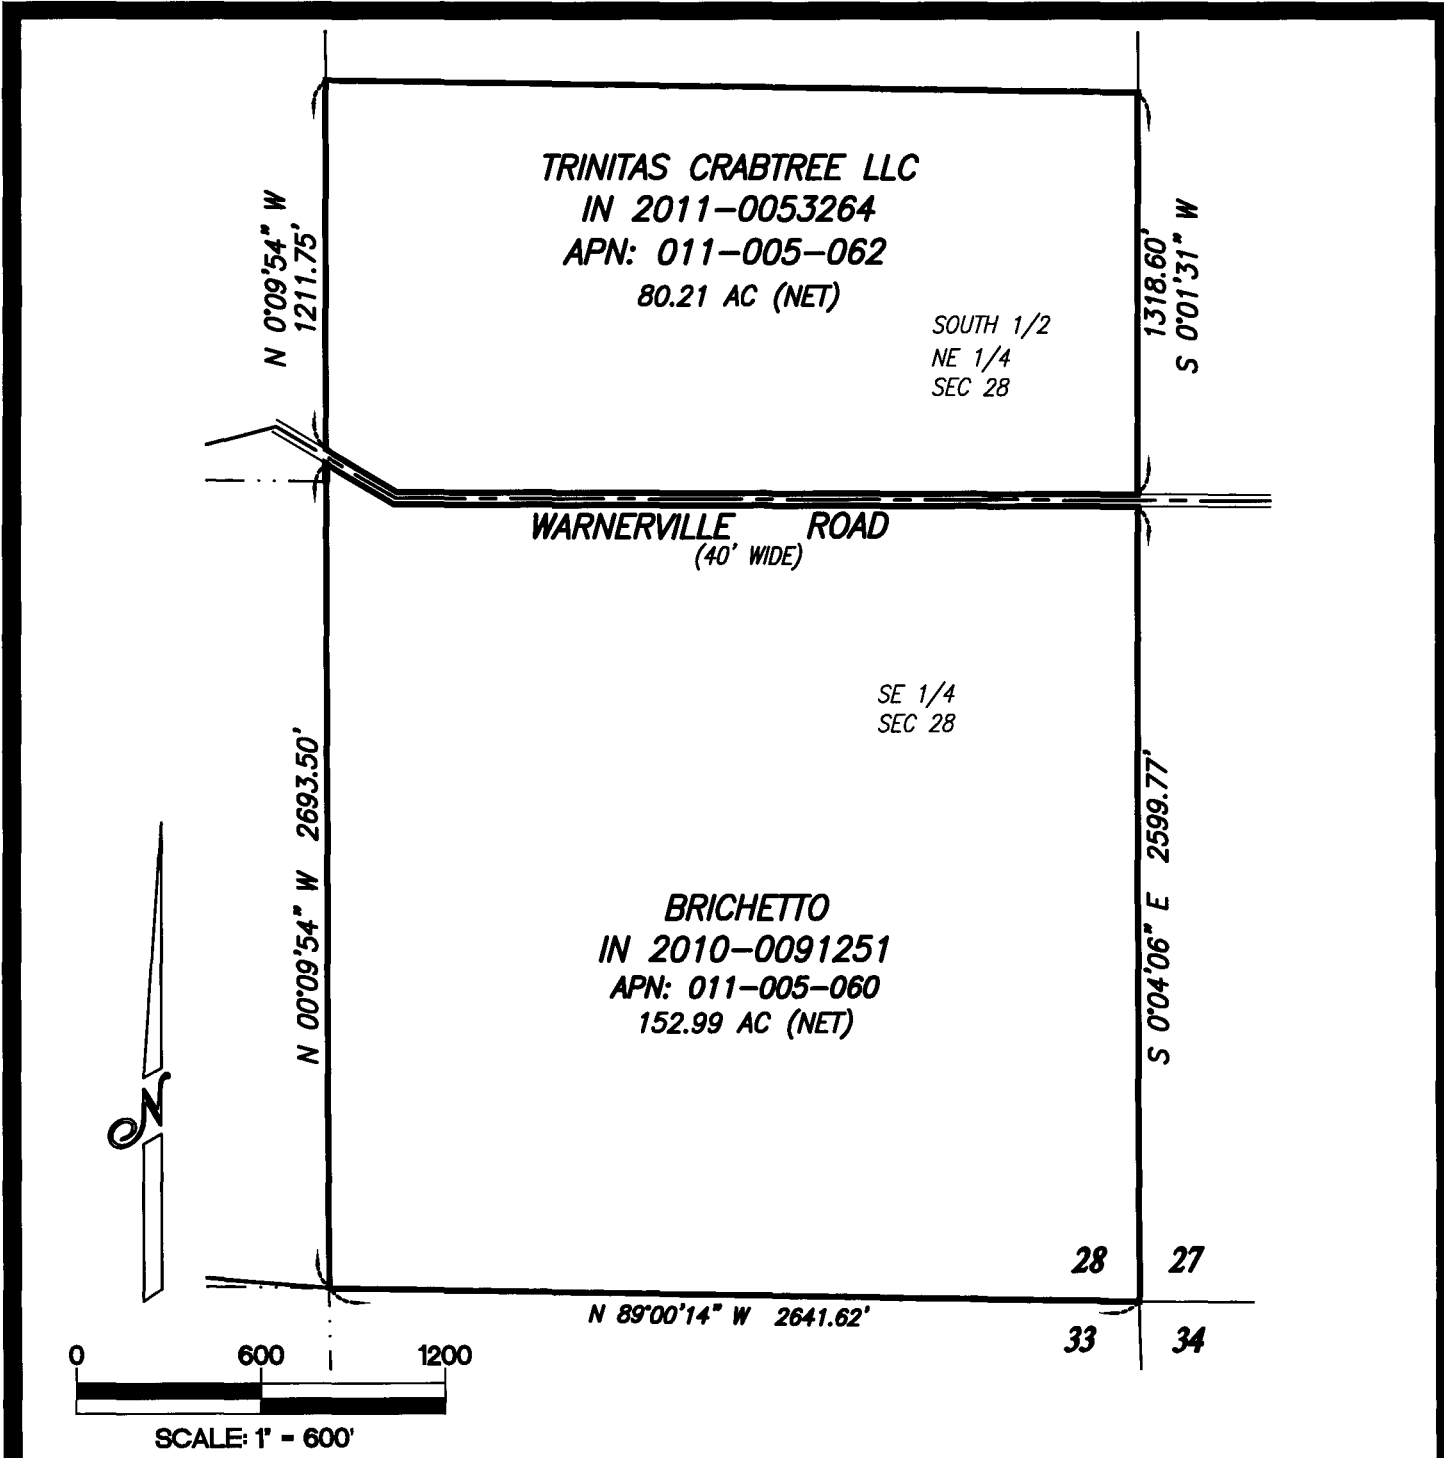 TRINITAS CRABTREE LLC
IN 2011-0053264
APN: 011-005-062
80.21 AC (NET)
N 0°09'54" W
1211.75'
1318.60'
S 0°01'31" W
SOUTH 1/2
NE 1/4
SEC 28
WARNERVILLE ROAD
(40' WIDE)
SE 1/4
SEC 28
N 00°09'54" W 2693.50'
S 0°04'06" E 2599.77'
BRICHETTO
IN 2010-0091251
APN: 011-005-060
152.99 AC (NET)
N
28 27
N 89°00'14" W 2641.62'
33 34
0 600 1200
SCALE: 1" = 600'